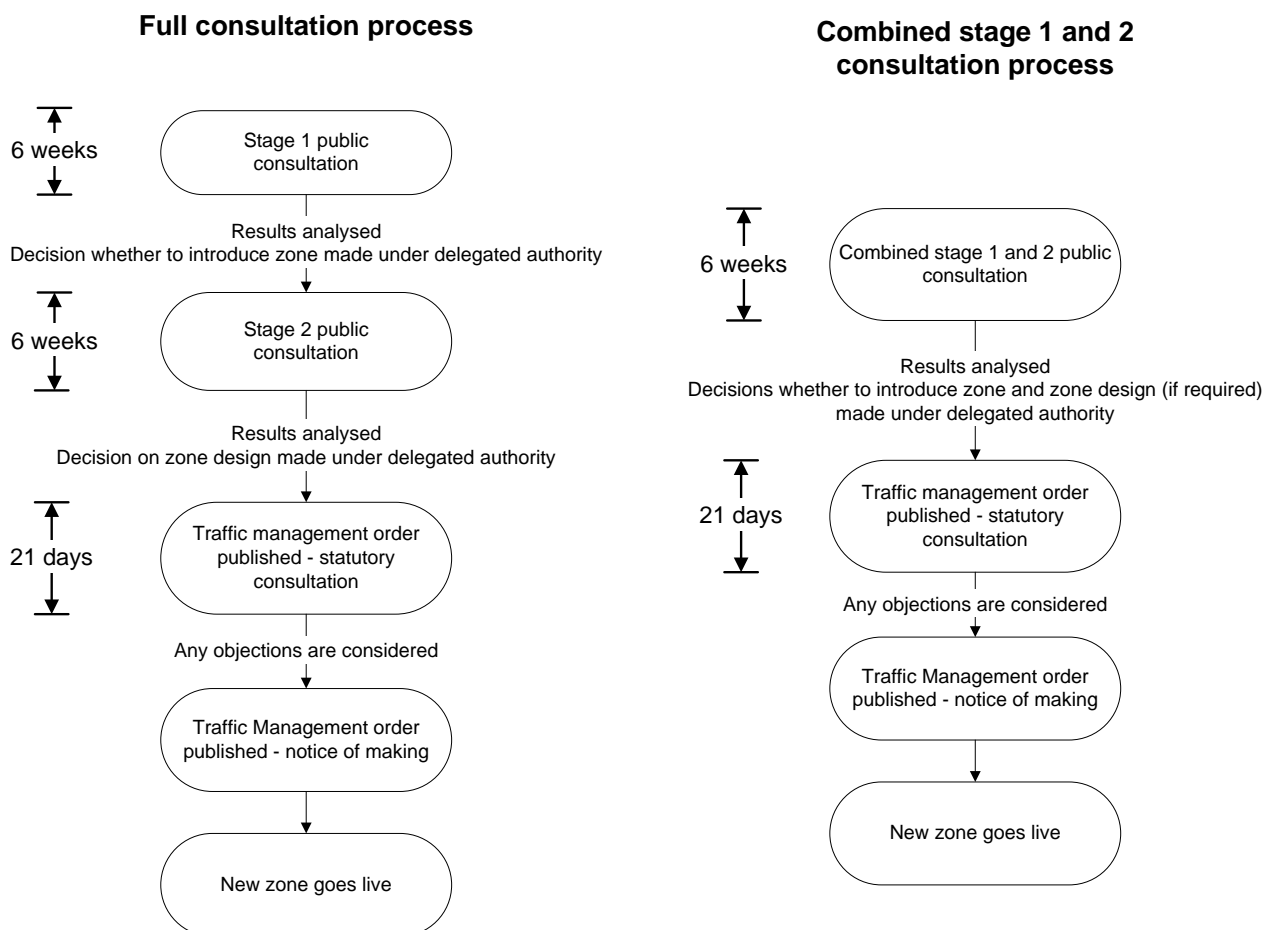 Full consultation process
6 weeks
Stage 1 public
consultation
Results analysed
Decision whether to introduce zone made under delegated authority
6 weeks
Stage 2 public
consultation
Results analysed
Decision on zone design made under delegated authority
21 days
Traffic management order
published - statutory
consultation
Any objections are considered
Traffic Management order
published - notice of making
New zone goes live
Combined stage 1 and 2
consultation process
6 weeks
Combined stage 1 and 2 public
consultation
Results analysed
Decisions whether to introduce zone and zone design (if required)
made under delegated authority
21 days
Traffic management order
published - statutory
consultation
Any objections are considered
Traffic Management order
published - notice of making
New zone goes live